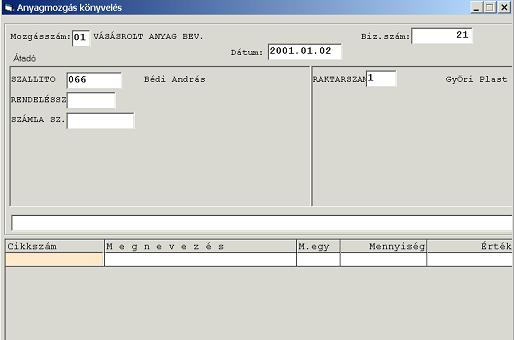 Anyagmozgás könyvelés
Mozgásszám: 01 VÁSÁSROLT ANYAG BEV. Biz.szám: 21
Dátum: 2001.01.02
Átadó
SZALLITO 066 Bédi András RAKTARSZAM 1 GyÖri Plast
RENDELÉSSZ
SZÁMLA SZ.
Cikkszám M e g n e v e z é s M.egy Mennyiség Érték